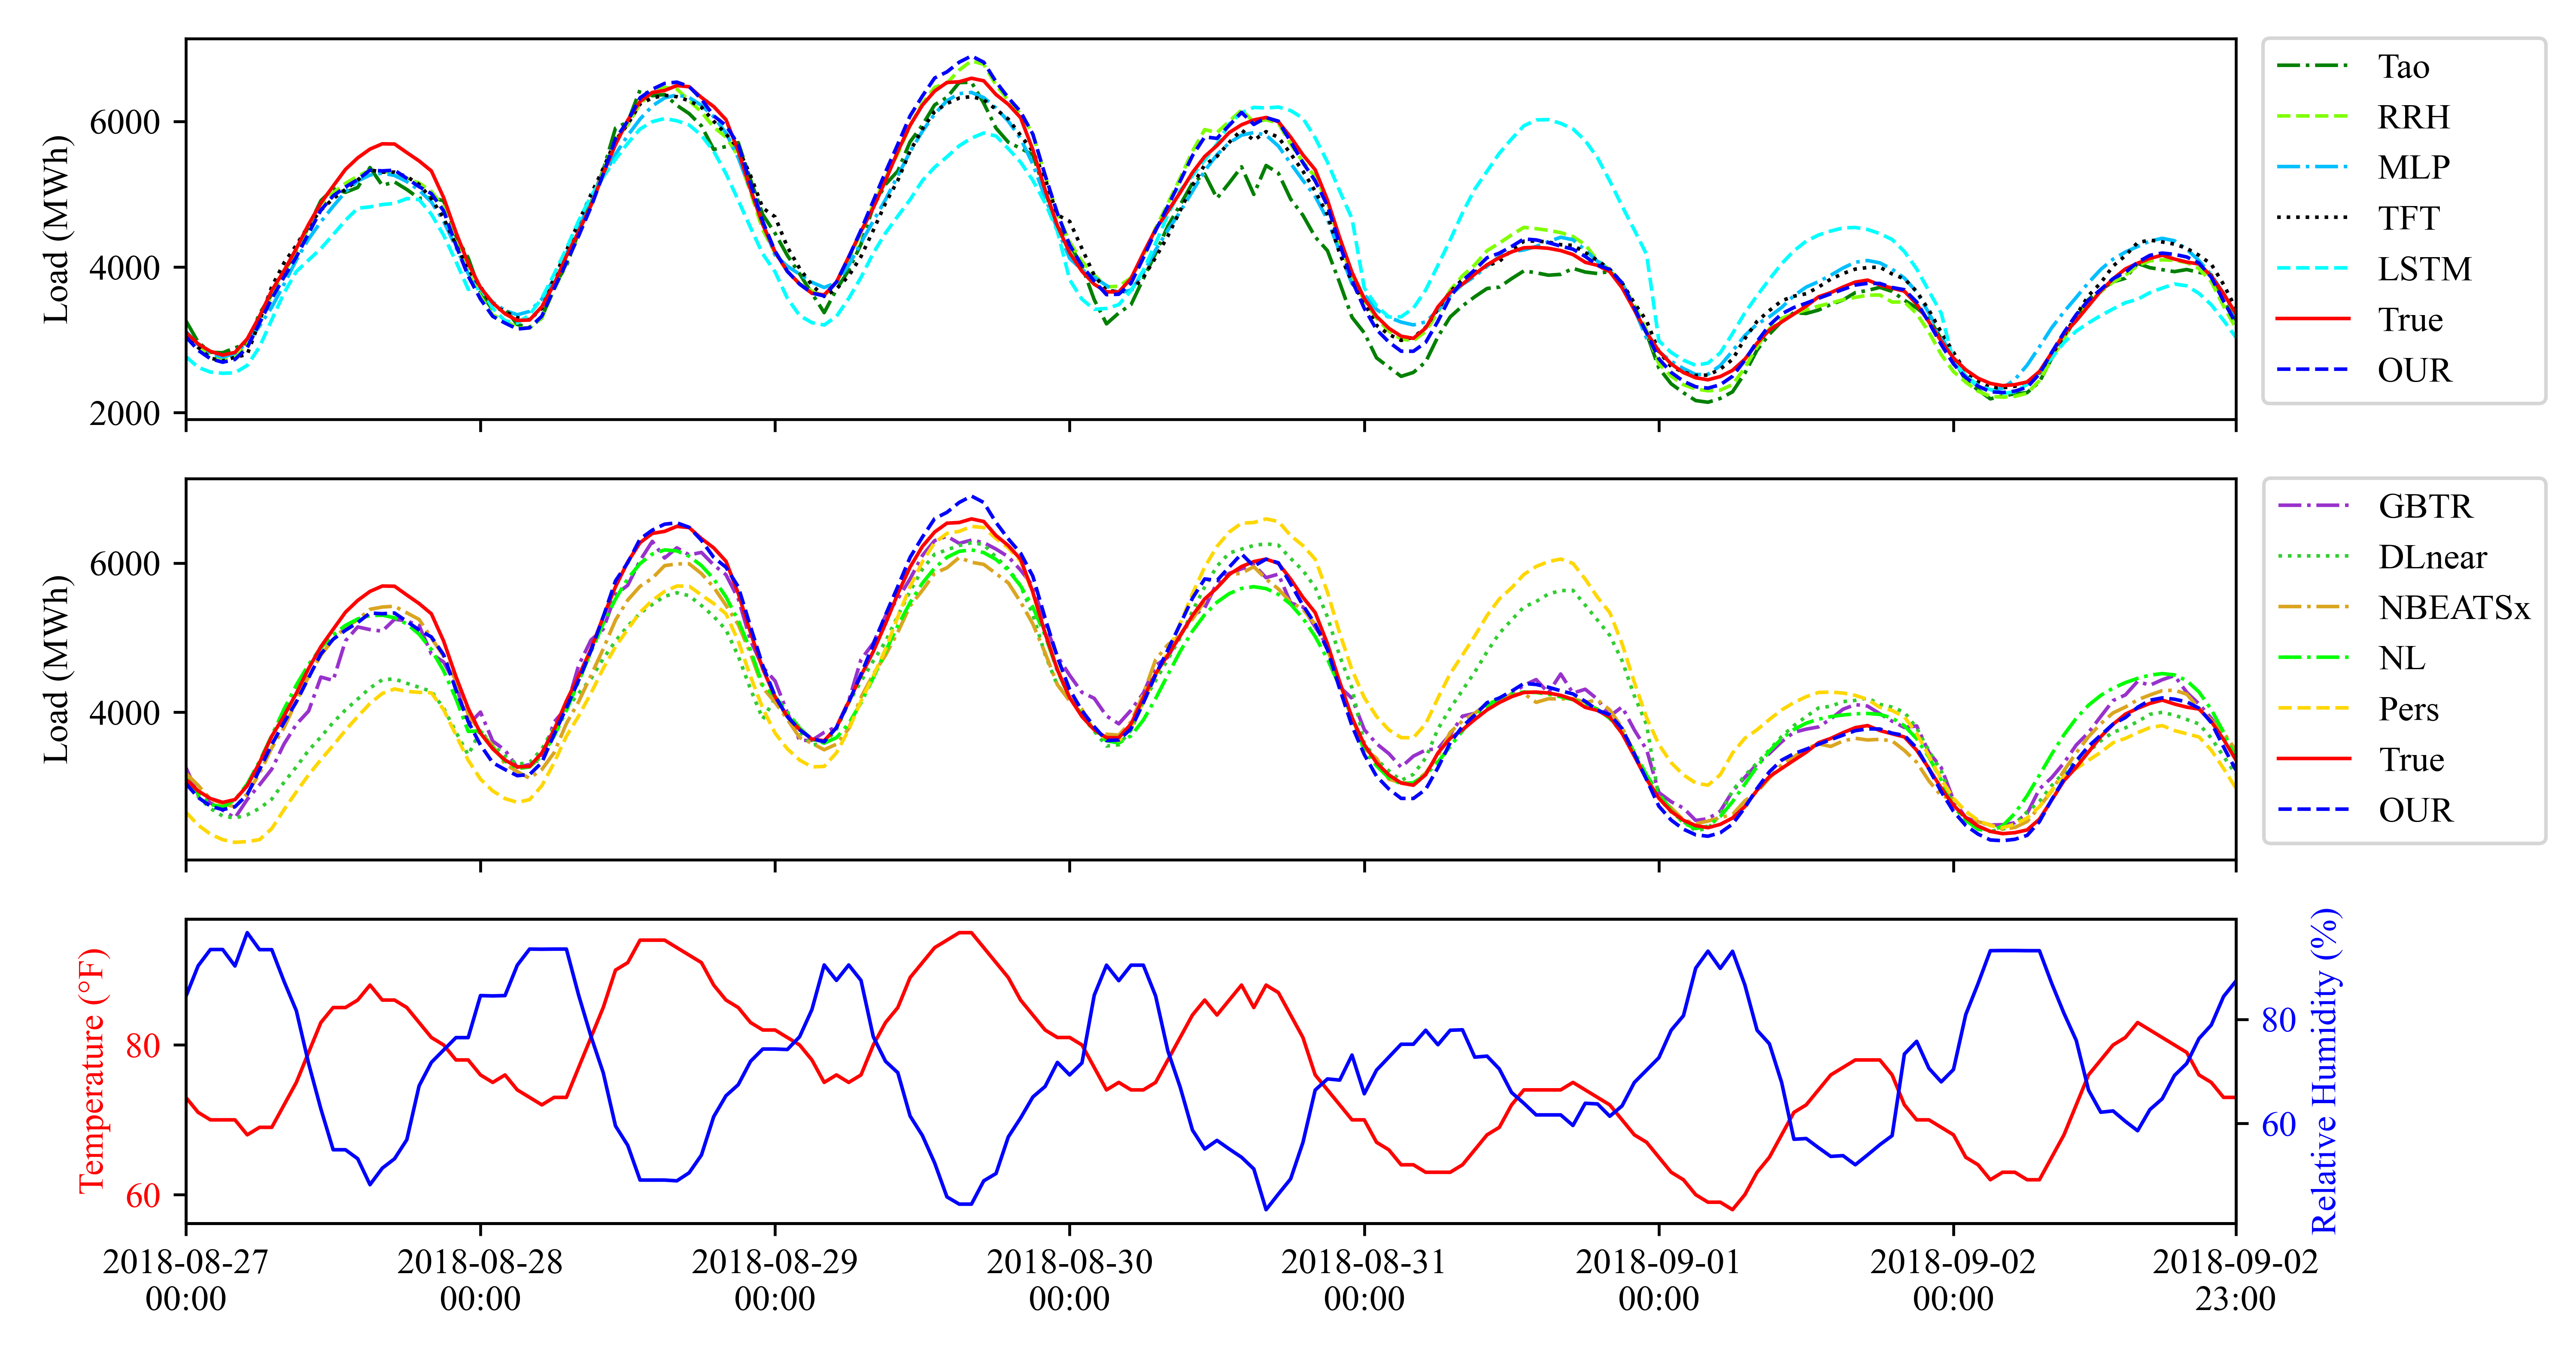 Load (MWh)
6000
4000
2000
Tao
RRH
MLP
TFT
LSTM
True
OUR
Load (MWh)
6000
4000
GBTR
DLnear
NBEATSx
NL
Pers
True
OUR
Temperature (°F)
80
60
80
60
Relative Humidity (%)
2018-08-27
00:00
2018-08-28
00:00
2018-08-29
00:00
2018-08-30
00:00
2018-08-31
00:00
2018-09-01
00:00
2018-09-02
00:00
2018-09-02
23:00